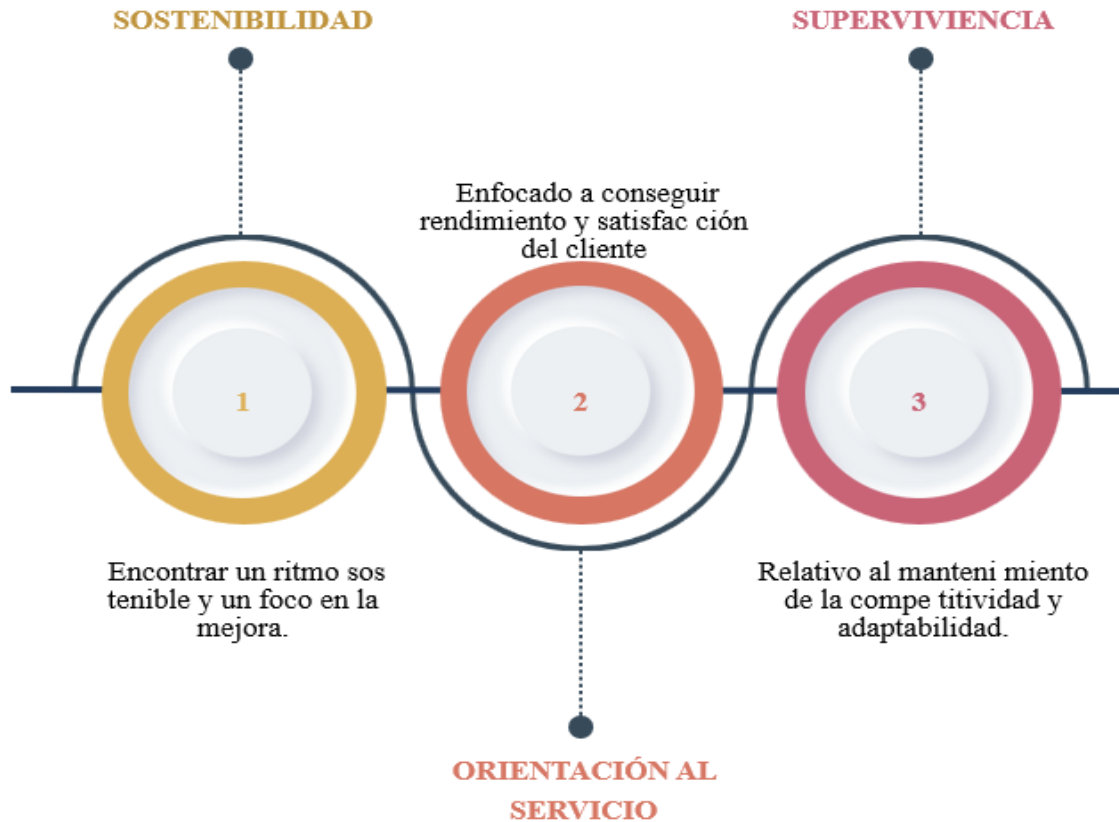 SOSTENIBILIDAD
1
Encontrar un ritmo sos
tenible y un foco en la
mejora.
Enfocado a conseguir
rendimiento y satisfac ción
del cliente
2
ORIENTACIÓN AL
SERVICIO
SUPERVIVIENCIA
3
Relativo al manteni miento
de la compe titividad y
adaptabilidad.